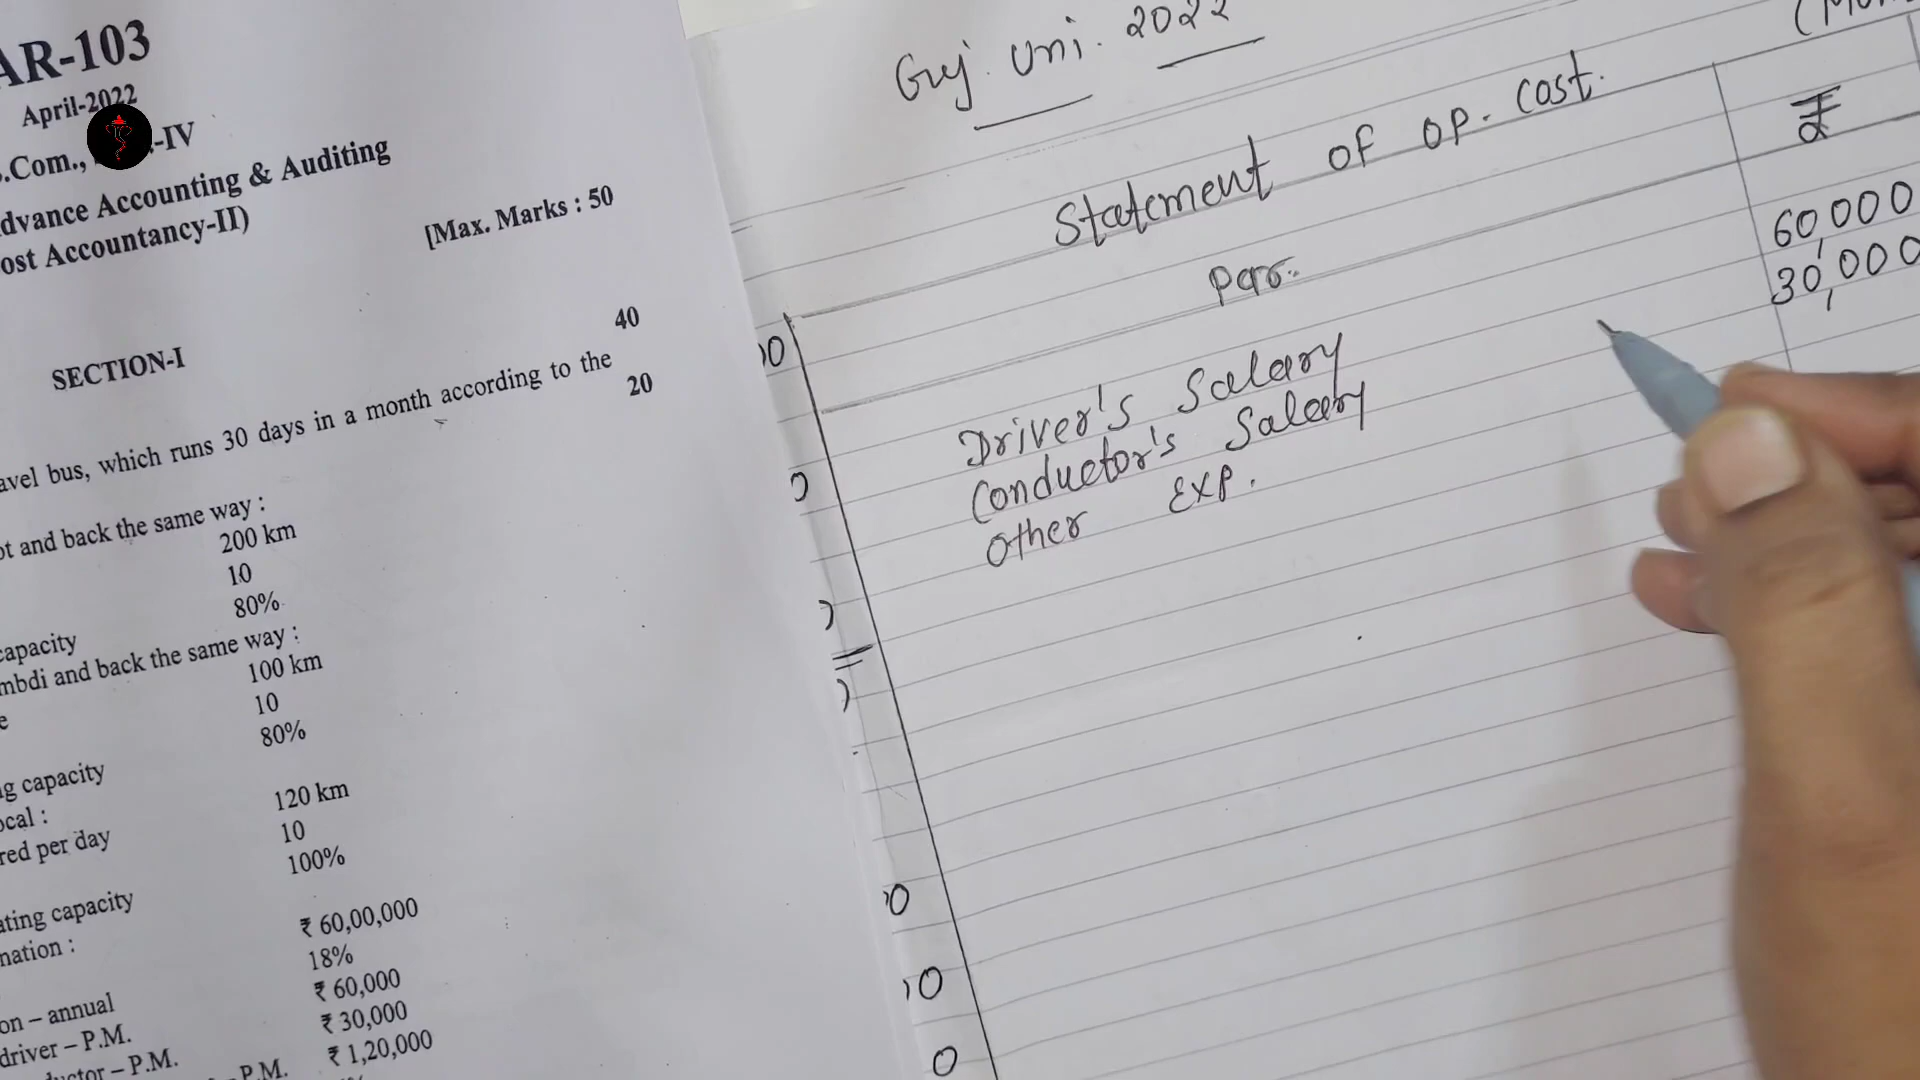 AR-103
April-2022
.Com., -IV
dvance Accounting & Auditing
ost Accountancy-II)
[Max. Marks : 50
40
SECTION-I
avel bus, which runs 30 days in a month according to the
20
ot and back the same way :
200 km
10
80%
capacity
mbdi and back the same way :
100 km
e
10
80%
g capacity
ocal :
120 km
red per day
10
100%
ating capacity
nation :
₹ 60,00,000
18%
on – annual
₹ 60,000
driver – P.M.
₹ 30,000
uctor – P.M.
₹ 1,20,000
– P.M.
Guj. Uni. 2022
Statement of op. cost.
₹
Par.
Driver's Salary
60,000
Conductor's Salary
30,000
Other Exp.